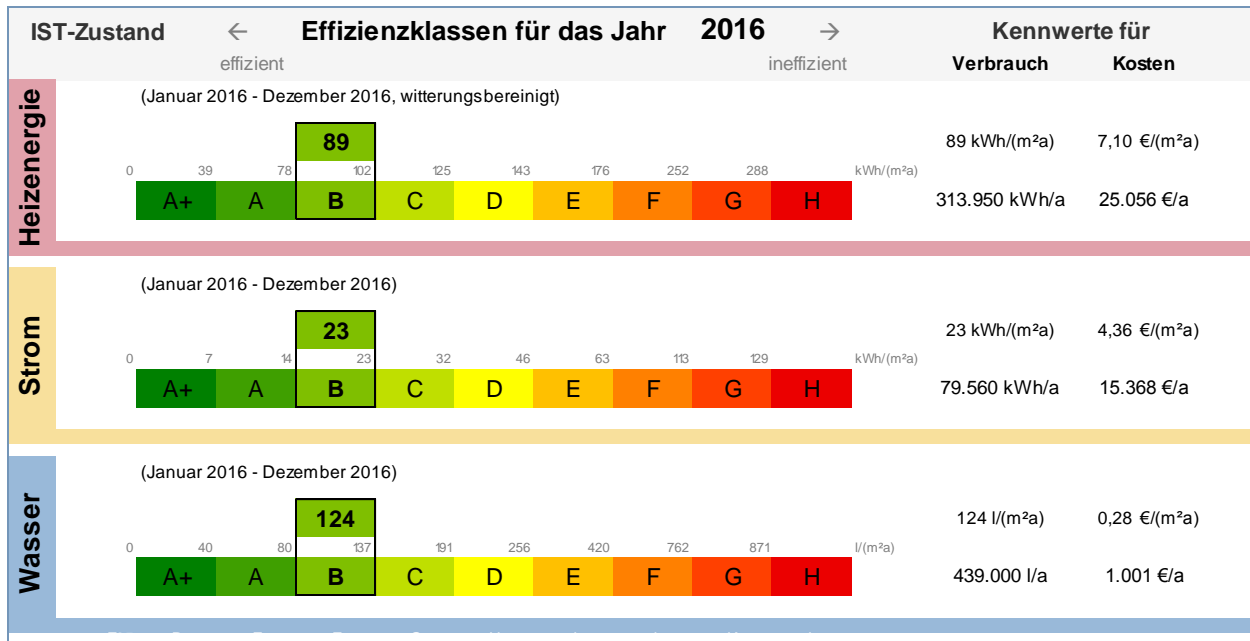 IST-Zustand ← Effizienzklassen für das Jahr 2016 → Kennwerte für
effizient ineffizient Verbrauch Kosten
Heizenergie
(Januar 2016 - Dezember 2016, witterungsbereinigt)
89 89 kWh/(m²a) 7,10 €/(m²a)
0 39 78 102 125 143 176 252 288 kWh/(m²a)
A+ A B C D E F G H 313.950 kWh/a 25.056 €/a
Strom
(Januar 2016 - Dezember 2016)
23 23 kWh/(m²a) 4,36 €/(m²a)
0 7 14 23 32 46 63 113 129 kWh/(m²a)
A+ A B C D E F G H 79.560 kWh/a 15.368 €/a
Wasser
(Januar 2016 - Dezember 2016)
124 124 l/(m²a) 0,28 €/(m²a)
0 40 80 137 191 256 420 762 871 l/(m²a)
A+ A B C D E F G H 439.000 l/a 1.001 €/a